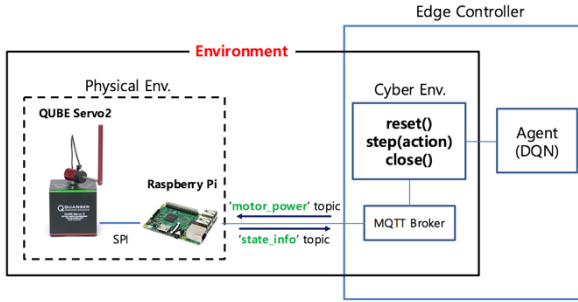 Edge Controller
Environment
Physical Env.
Cyber Env.
QUBE Servo2
reset()
step(action)
close()
Agent
(DQN)
Raspberry Pi
'motor_power' topic
MQTT Broker
QUANSER
SPI
'state_info' topic